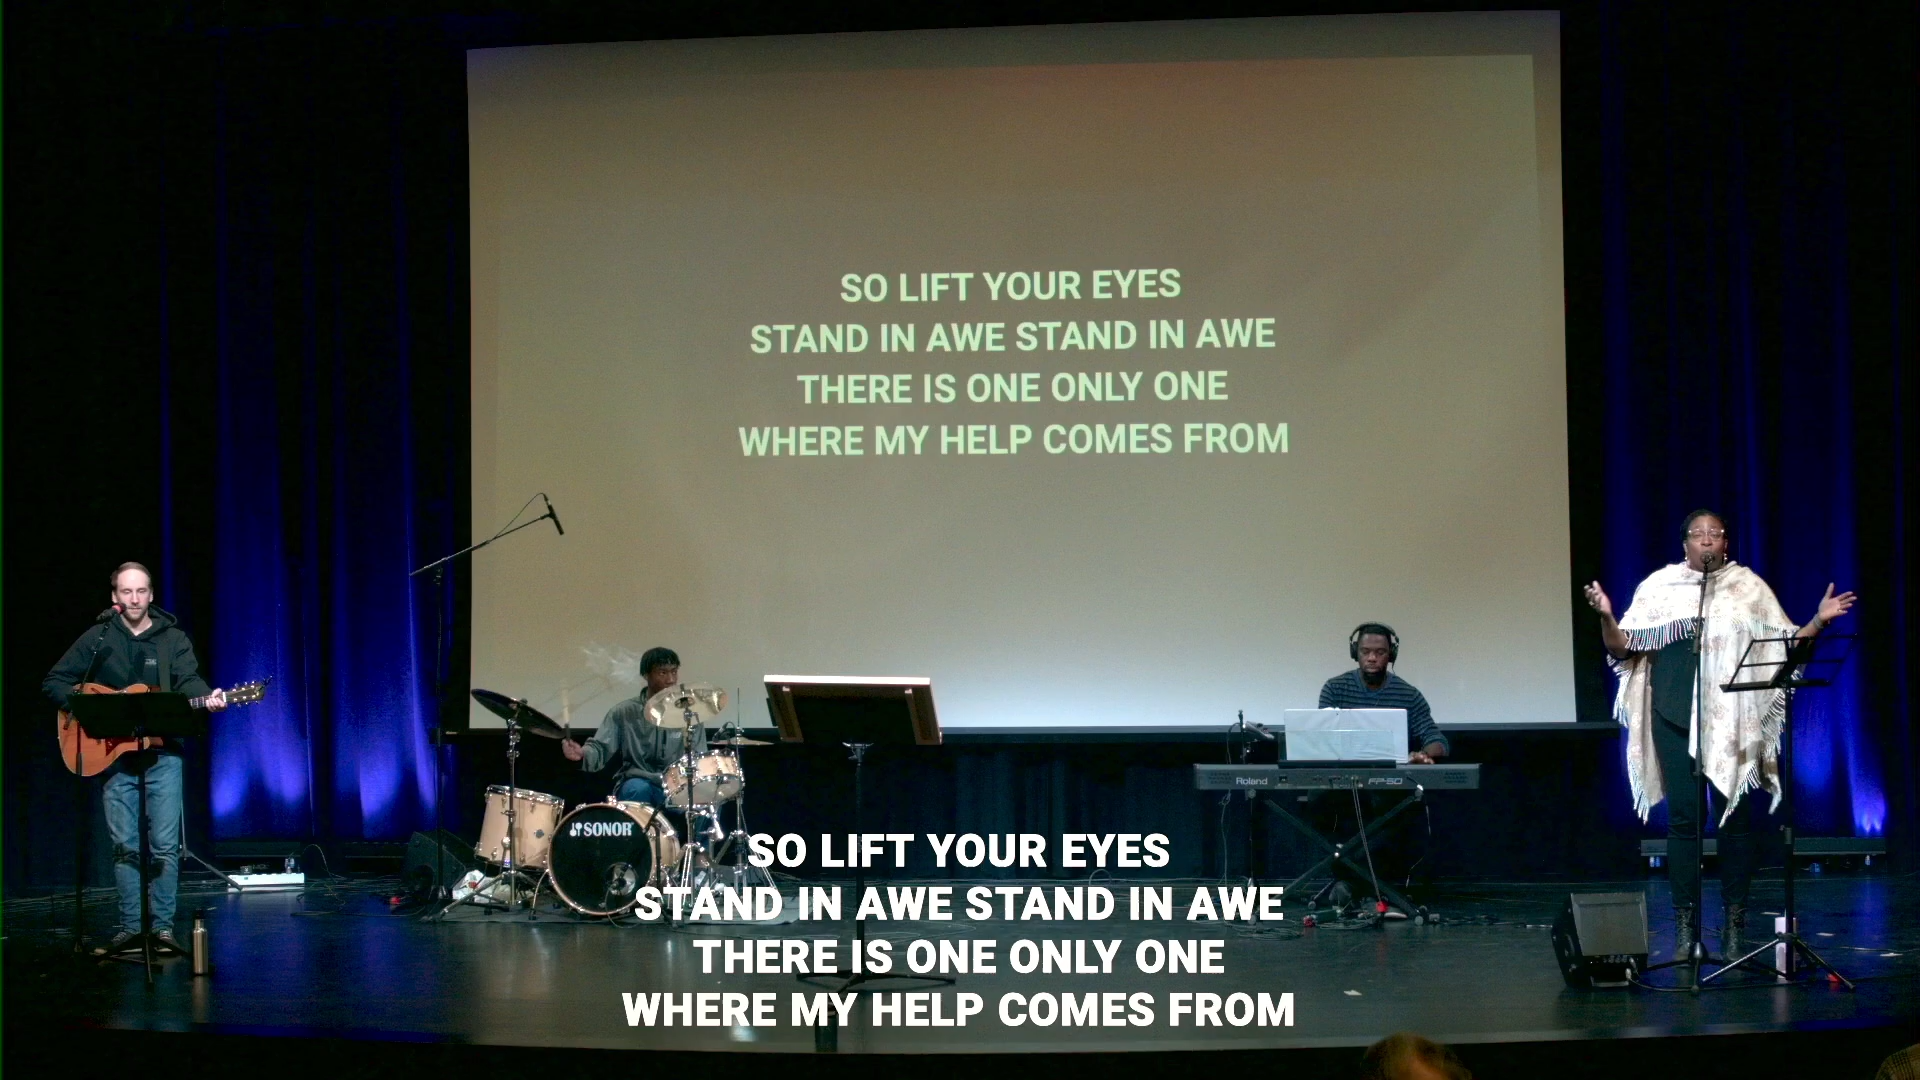 SO LIFT YOUR EYES
STAND IN AWE STAND IN AWE
THERE IS ONE ONLY ONE
WHERE MY HELP COMES FROM
SONOR
Roland
FP-50
SO LIFT YOUR EYES
STAND IN AWE STAND IN AWE
THERE IS ONE ONLY ONE
WHERE MY HELP COMES FROM